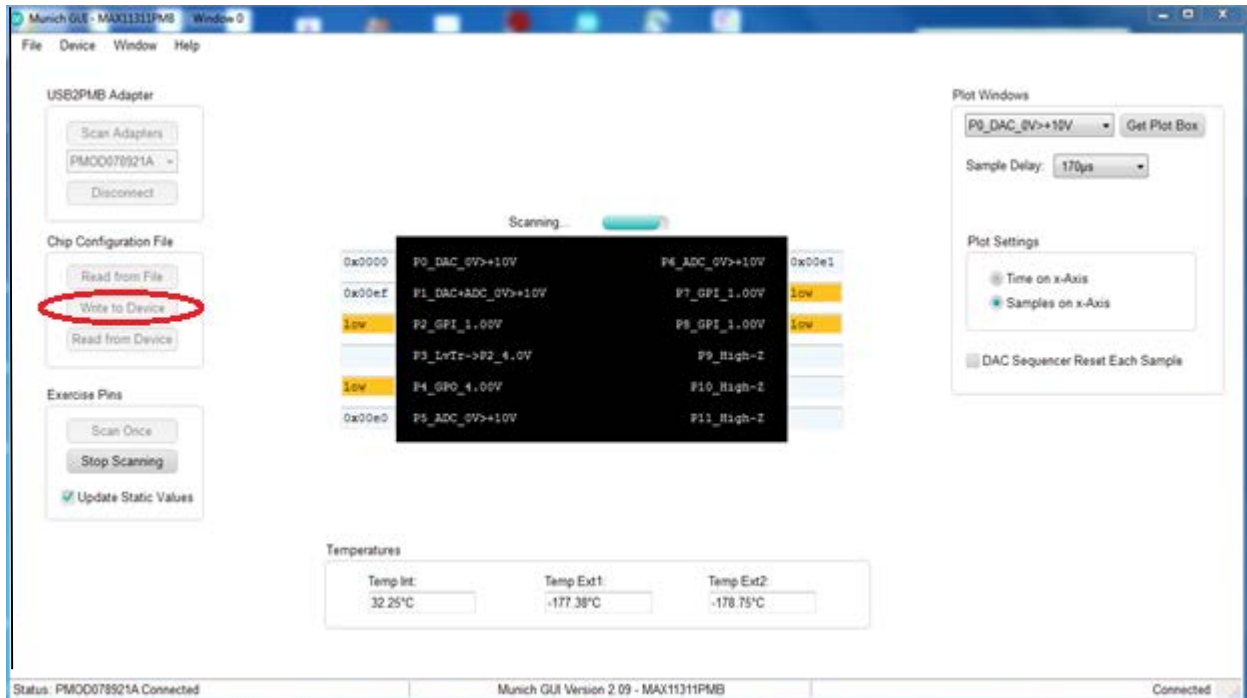 Munich GUI - MAX11311PMB Window 0
File Device Window Help
USB2PMB Adapter
Scan Adapters
PMOD078921A
Disconnect
Chip Configuration File
Read from File
Write to Device
Read from Device
Exercise Pins
Scan Once
Stop Scanning
Update Static Values
Scanning...
0x0000 P0_DAC_0V>+10V P6_ADC_0V>+10V 0x00e1
0x00ef P1_DAC+ADC_0V>+10V P7_GPI_1.00V low
low P2_GPI_1.00V P8_GPI_1.00V low
P3_LvTr->P2_4.0V P9_High-Z
low P4_GPO_4.00V P10_High-Z
0x00e0 P5_ADC_0V>+10V P11_High-Z
Temperatures
Temp Int: Temp Ext1: Temp Ext2:
32.25°C -177.38°C -178.75°C
Plot Windows
P0_DAC_0V>+10V Get Plot Box
Sample Delay: 170µs
Plot Settings
Time on x-Axis
Samples on x-Axis
DAC Sequencer Reset Each Sample
Status: PMOD078921A Connected Munich GUI Version 2.09 - MAX11311PMB Connected